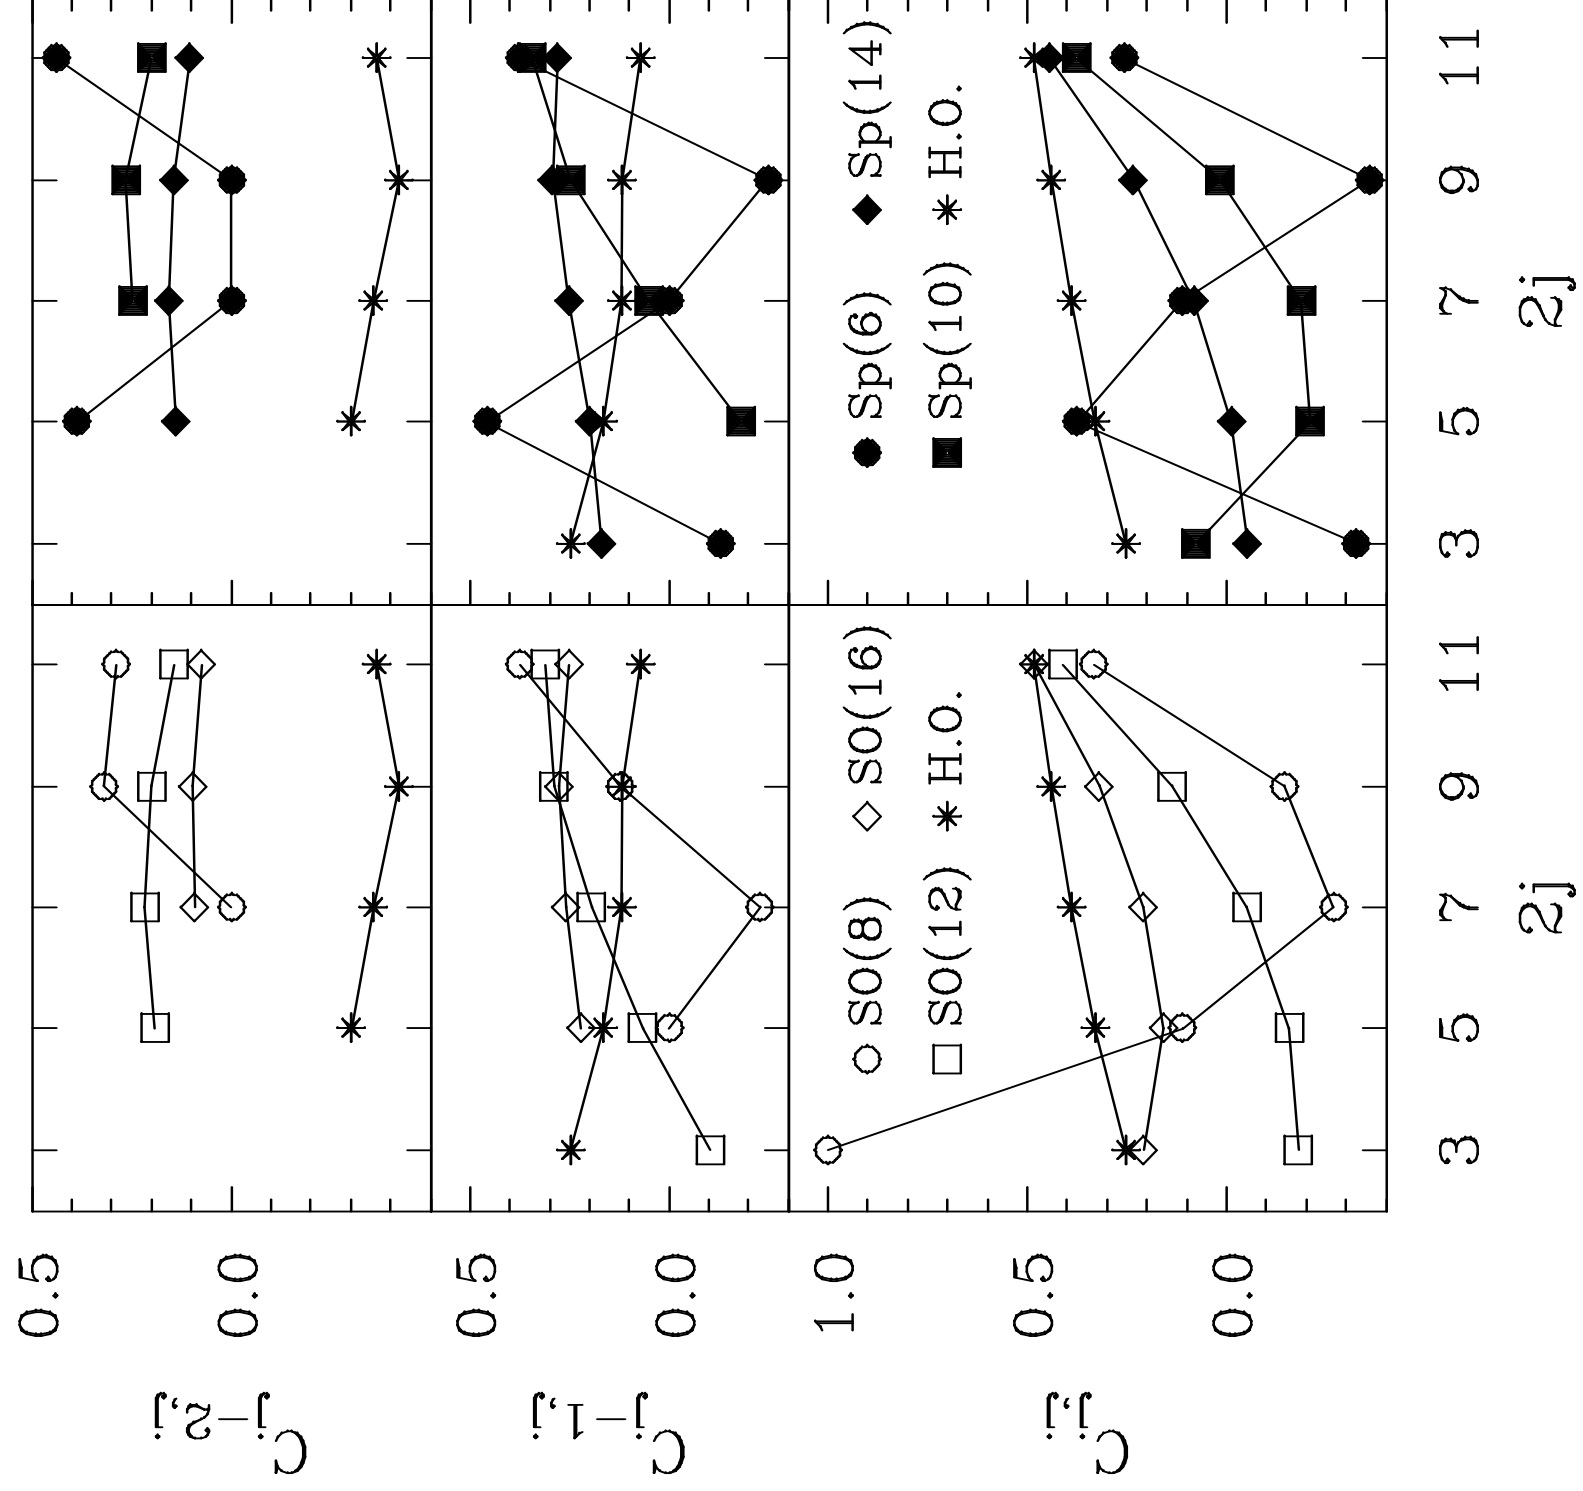 0.5
0.0
C_{j-2,j}
0.5
0.0
C_{j-1,j}
1.0
0.5
0.0
C_{j,j}
SO(8) SO(16)
SO(12) H.O.
Sp(6) Sp(14)
Sp(10) H.O.
3 5 7 9 11
2j
3 5 7 9 11
2j